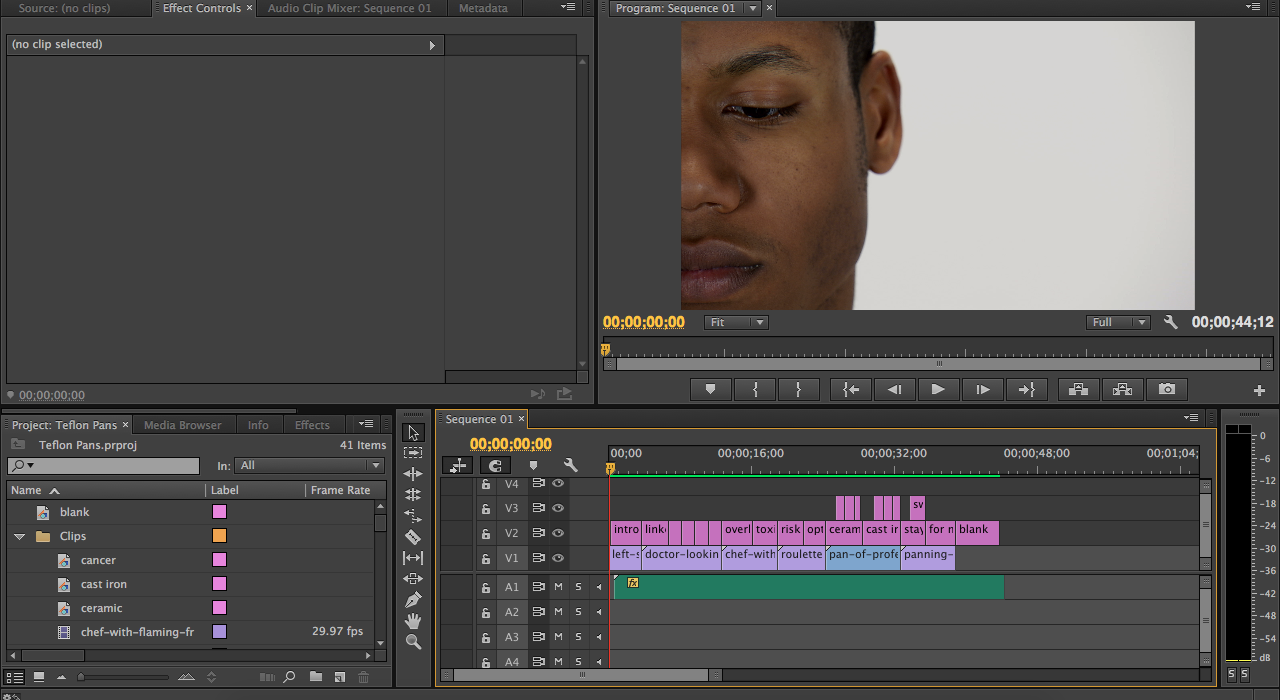 Source: (no clips)
Effect Controls ×
Audio Clip Mixer: Sequence 01
Metadata
Program: Sequence 01 ×
(no clip selected)
00;00;00;00
Fit
Full
00;00;44;12
00;00;00;00
Project: Teflon Pans ×
Media Browser
Info
Effects
Teflon Pans.prproj
41 Items
In: All
Name
Label
Frame Rate
blank
Clips
cancer
cast iron
ceramic
chef-with-flaming-fr
29.97 fps
Sequence 01 ×
00;00;00;00
00;00
00;00;16;00
00;00;32;00
00;00;48;00
00;01;04;
V4
V3
sv
V2
intro
link
overl
toxi
risk
opt
ceram
cast ir
stay
for n
blank
V1
left-s
doctor-lookin
chef-with
roulette
pan-of-profe
panning-
A1 M S
fx
A2 M S
A3 M S
A4 M S
0
-6
-12
-18
-24
-30
-36
-42
-48
-54
dB
S S